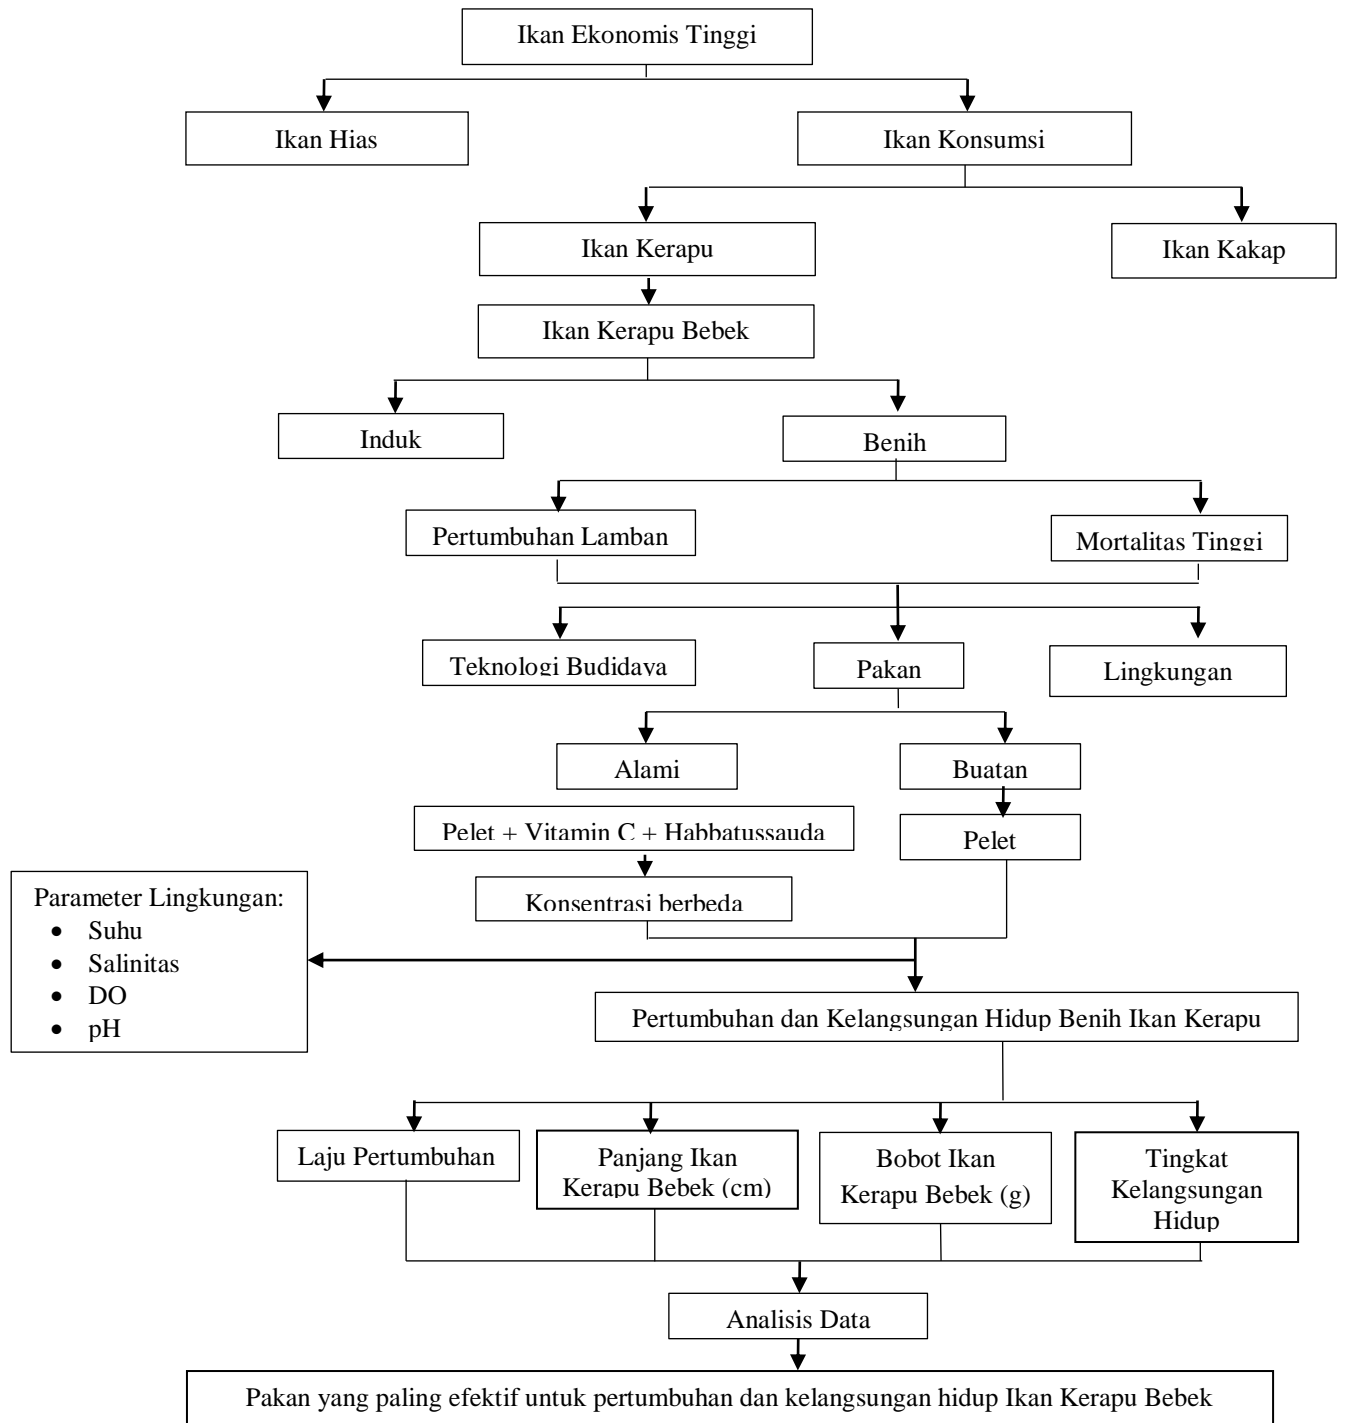 Ikan Ekonomis Tinggi
Ikan Hias
Ikan Konsumsi
Ikan Kerapu
Ikan Kakap
Ikan Kerapu Bebek
Induk
Benih
Pertumbuhan Lamban
Mortalitas Tinggi
Teknologi Budidaya
Pakan
Lingkungan
Alami
Buatan
Pelet + Vitamin C + Habbatussauda
Pelet
Konsentrasi berbeda
Parameter Lingkungan:
• Suhu
• Salinitas
• DO
• pH
Pertumbuhan dan Kelangsungan Hidup Benih Ikan Kerapu
Laju Pertumbuhan
Panjang Ikan
Kerapu Bebek (cm)
Bobot Ikan
Kerapu Bebek (g)
Tingkat
Kelangsungan
Hidup
Analisis Data
Pakan yang paling efektif untuk pertumbuhan dan kelangsungan hidup Ikan Kerapu Bebek